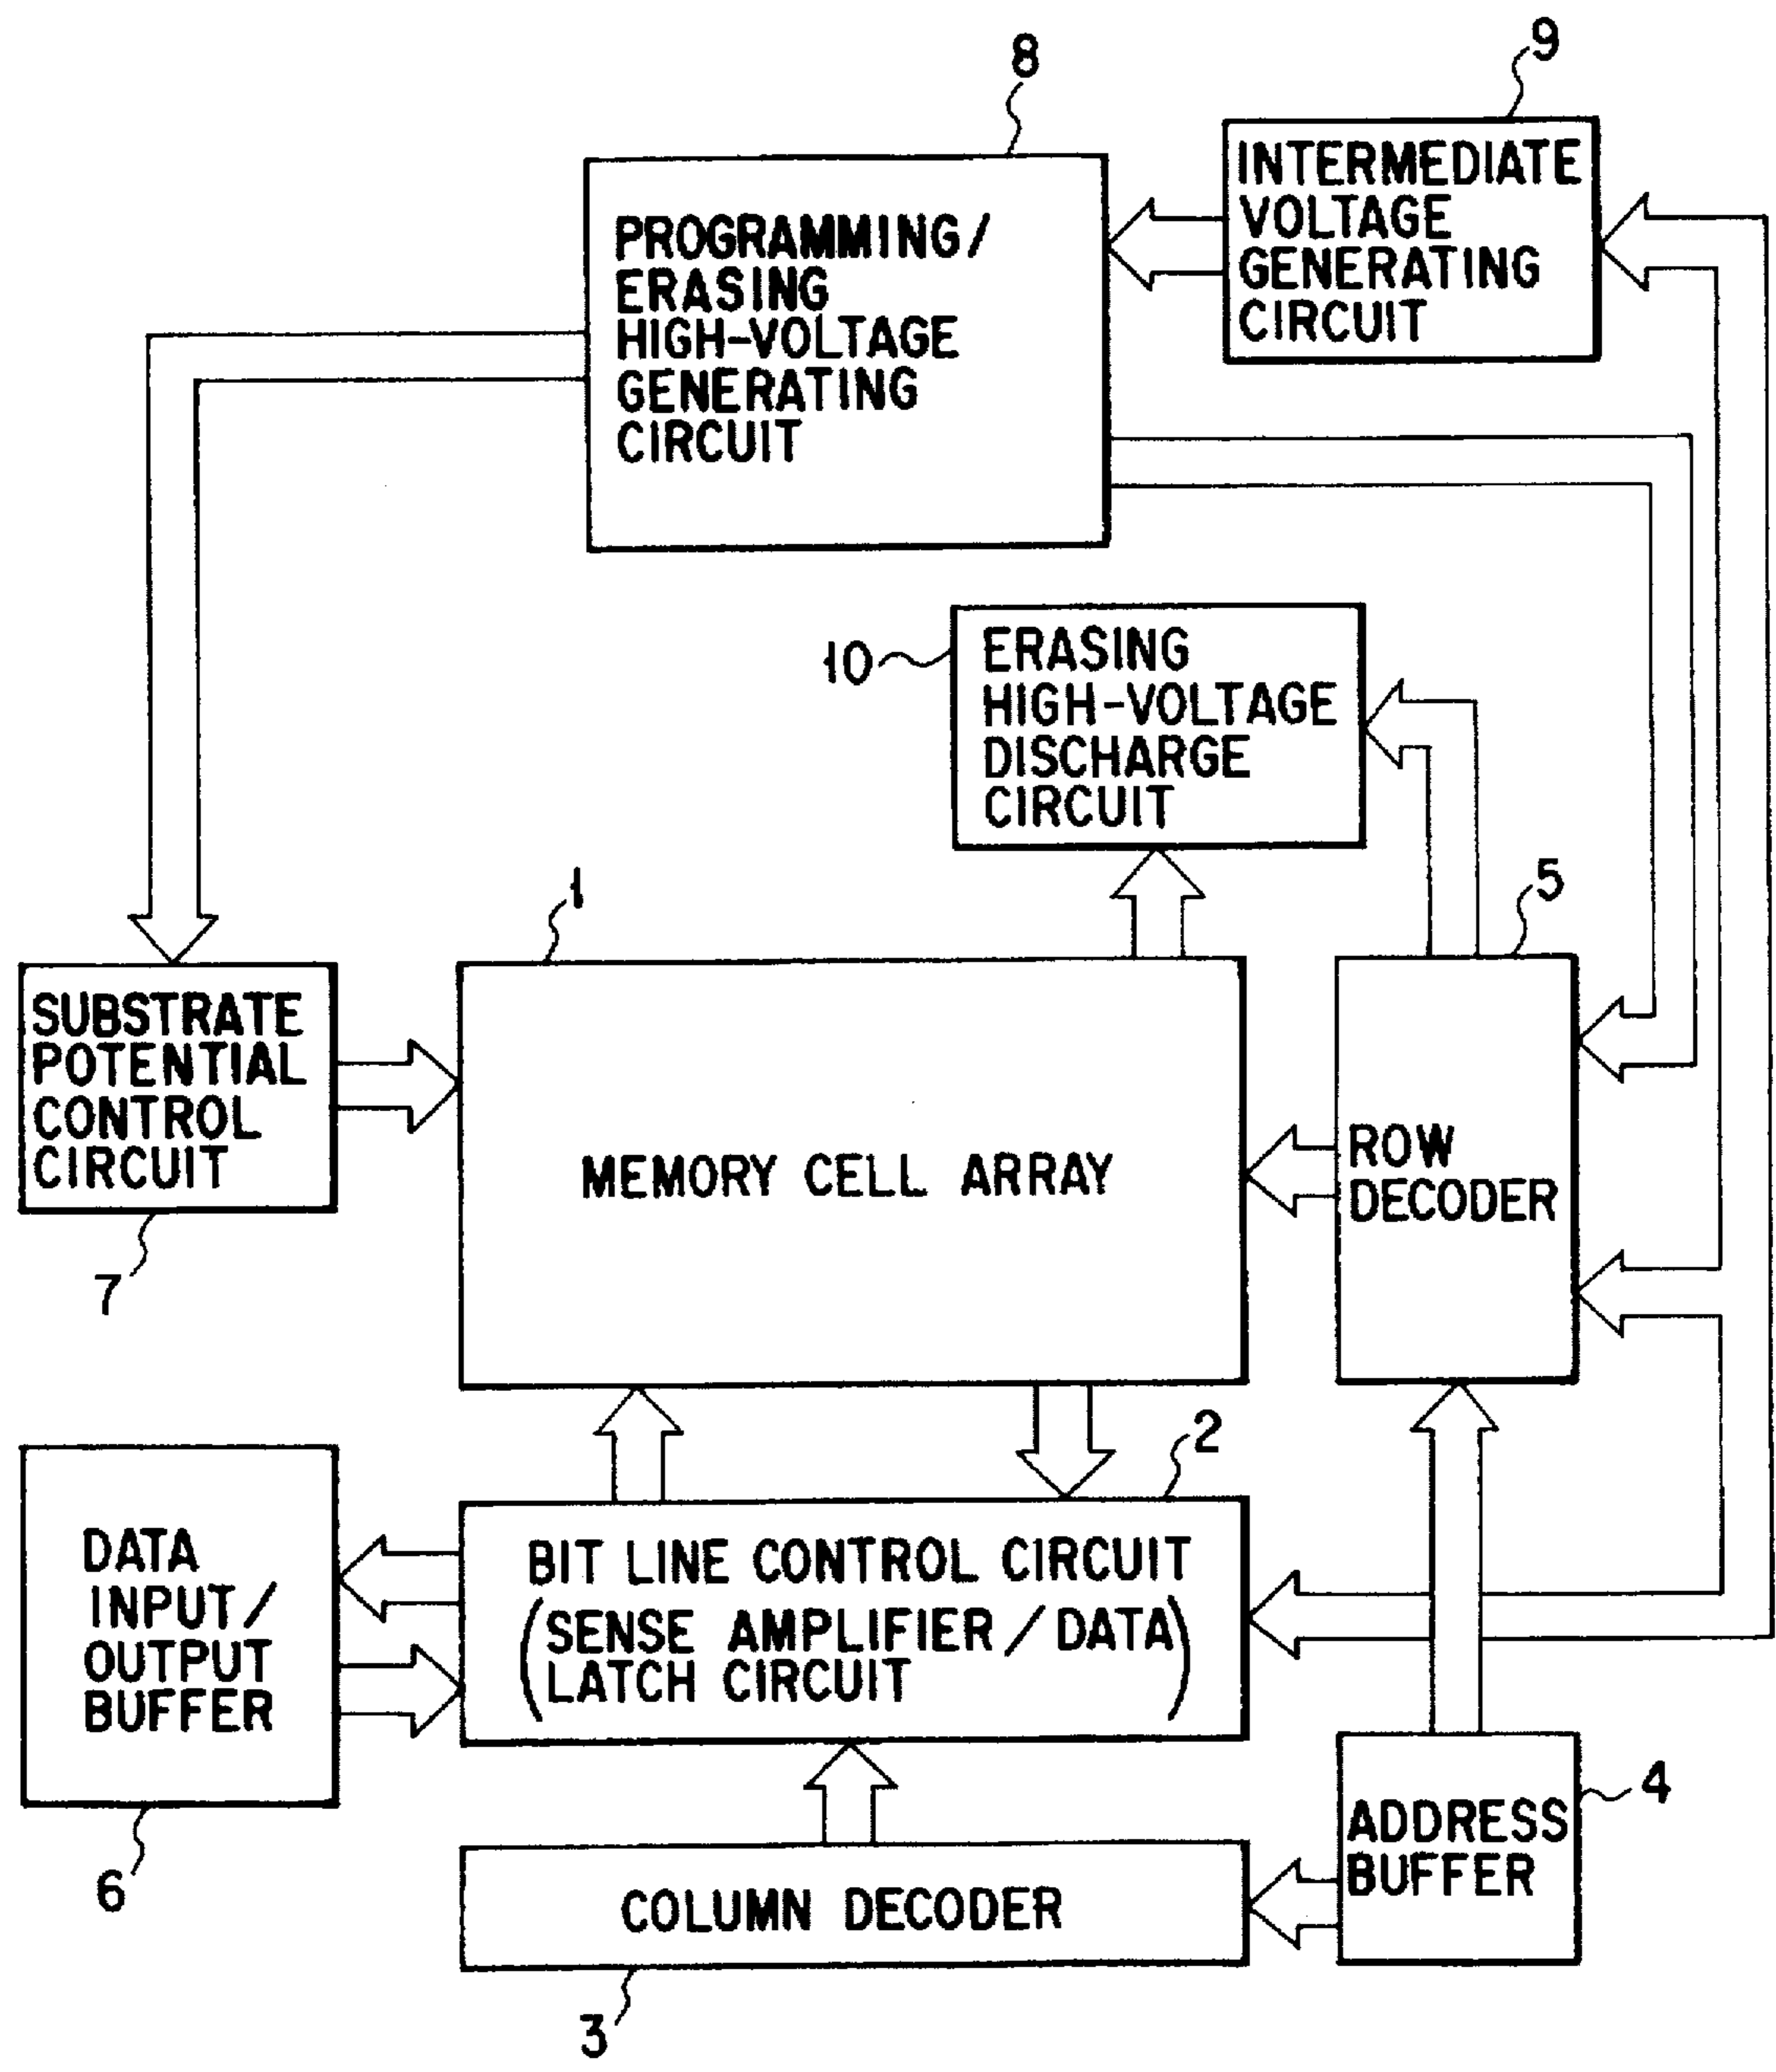 8
9
PROGRAMMING/
ERASING
HIGH-VOLTAGE
GENERATING
CIRCUIT
INTERMEDIATE
VOLTAGE
GENERATING
CIRCUIT
10
ERASING
HIGH-VOLTAGE
DISCHARGE
CIRCUIT
1
5
SUBSTRATE
POTENTIAL
CONTROL
CIRCUIT
7
MEMORY CELL ARRAY
ROW
DECODER
2
DATA
INPUT/
OUTPUT
BUFFER
6
BIT LINE CONTROL CIRCUIT
(SENSE AMPLIFIER/DATA
LATCH CIRCUIT)
4
ADDRESS
BUFFER
COLUMN DECODER
3